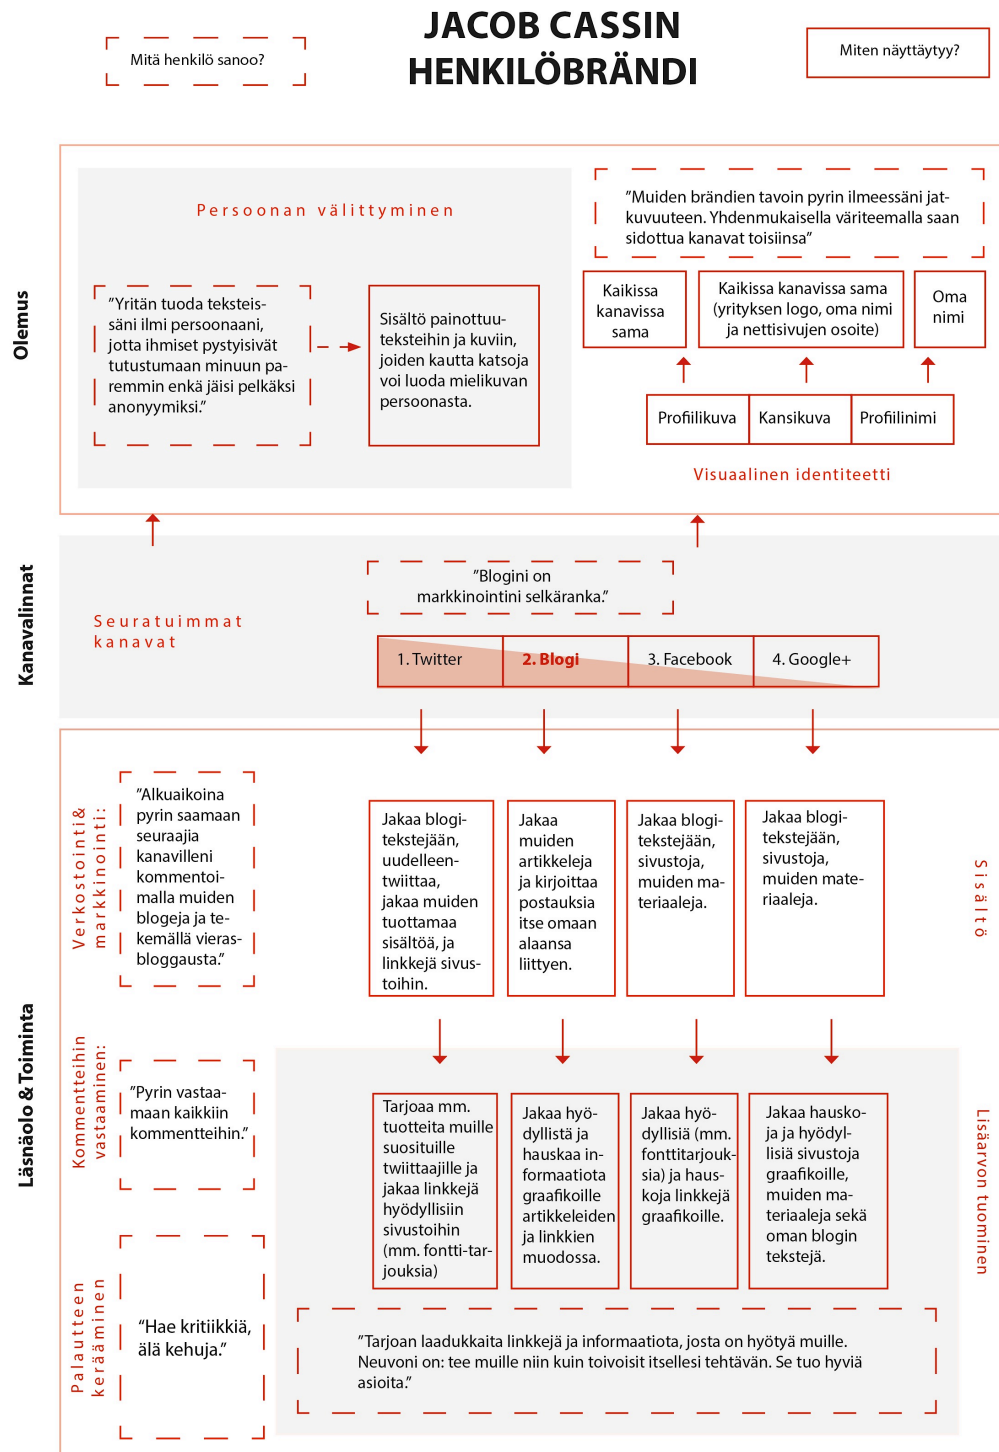 JACOB CASSIN
HENKILÖBRÄNDI
Mitä henkilö sanoo?
Miten näyttäytyy?
Olemus
Persoonan välittyminen
”Yritän tuoda teksteis-
säni ilmi persoonaani,
jotta ihmiset pystyisivät
tutustumaan minuun pa-
remmin enkä jäisi pelkäksi
anonyymiksi.”
Sisältö painottuu-
teksteihin ja kuviin,
joiden kautta katsoja
voi luoda mielikuvan
persoonasta.
”Muiden brändien tavoin pyrin ilmeessäni jat-
kuvuuteen. Yhdenmukaisella väriteemalla saan
sidottua kanavat toisiinsa”
Kaikissa
kanavissa
sama
Kaikissa kanavissa sama
(yrityksen logo, oma nimi
ja nettisivujen osoite)
Oma
nimi
Profiilikuva
Kansikuva
Profiilinimi
Visuaalinen identiteetti
Kanavalinnat
Seuratuimmat
kanavat
”Blogini on
markkinointini selkäranka.”
1. Twitter
2. Blogi
3. Facebook
4. Google+
Läsnäolo & Toiminta
Verkostointi&
markkinointi:
”Alkuaikoina
pyrin saamaan
seuraajia
kanavilleni
kommentoi-
malla muiden
blogeja ja te-
kemällä vieras-
bloggausta.”
Jakaa blogi-
tekstejään,
uudelleen-
twiittaa,
jakaa muiden
tuottamaa
sisältöä, ja
linkkejä sivus-
toihin.
Jakaa
muiden
artikkeleja
ja kirjoittaa
postauksia
itse omaan
alaansa
liittyen.
Jakaa blogi-
tekstejään,
sivustoja,
muiden ma-
teriaaleja.
Jakaa blogi-
tekstejään,
sivustoja,
muiden mate-
riaaleja.
Sisältö
Kommentteihin
vastaaminen:
”Pyrin vastaa-
maan kaikkiin
kommentteihin.”
Tarjoaa mm.
tuotteita muille
suosituille
twiittaajille ja
jakaa linkkejä
hyödyllisiin
sivustoihin
(mm. fontti-tar-
jouksia)
Jakaa hyö-
dyllistä ja
hauskaa in-
formaatiota
graafikoille
artikkeleiden
ja linkkien
muodossa.
Jakaa hyö-
dyllisiä (mm.
fonttitarjouk-
sia) ja haus-
koja linkkejä
graafikoille.
Jakaa hausko-
ja ja hyödyl-
lisiä sivustoja
graafikoille,
muiden ma-
teriaaleja sekä
oman blogin
tekstejä.
Lisäarvon tuominen
Palautteen
kerääminen
“Hae kritiikkiä,
älä kehuja.”
”Tarjoan laadukkaita linkkejä ja informaatiota, josta on hyötyä muille.
Neuvoni on: tee muille niin kuin toivoisit itsellesi tehtävän. Se tuo hyviä
asioita.”